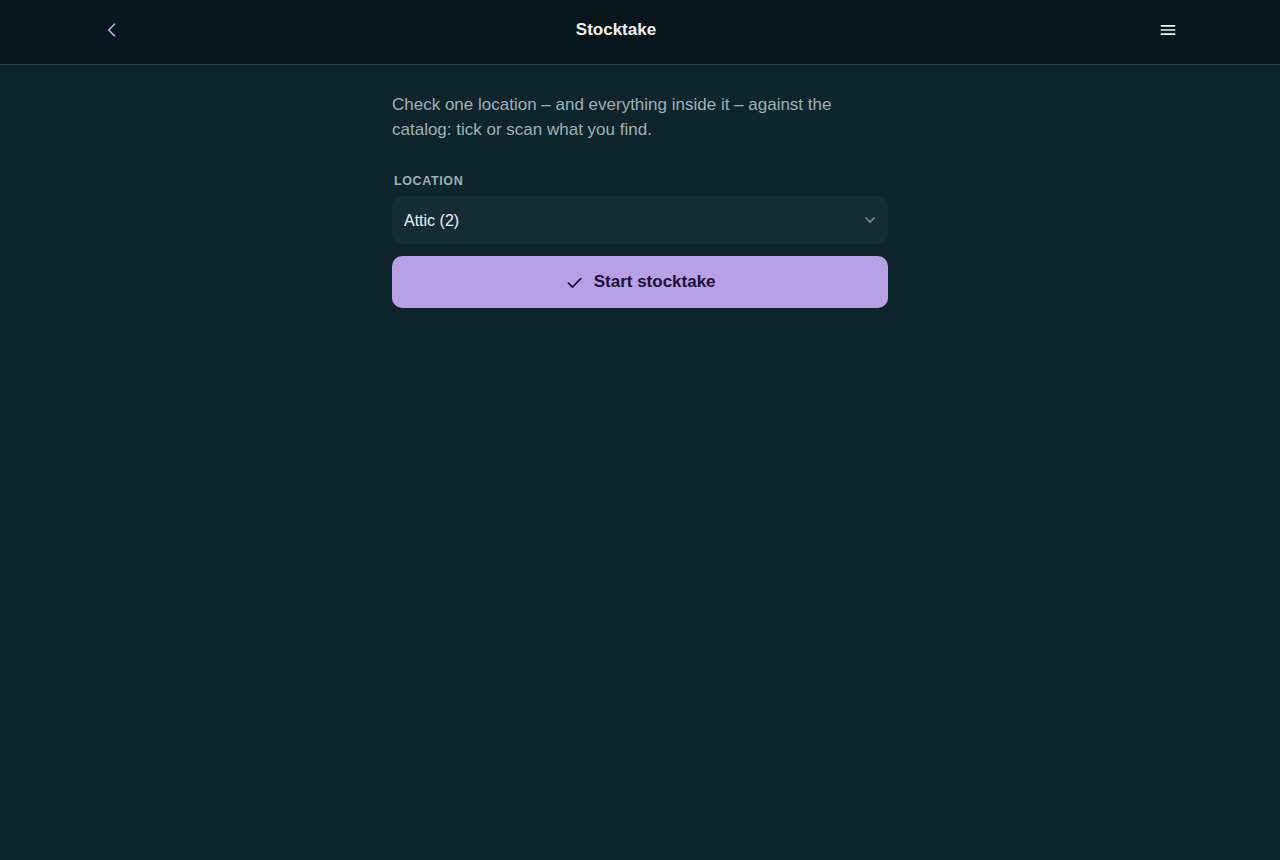 Stocktake
Check one location – and everything inside it – against the
catalog: tick or scan what you find.
LOCATION
Attic (2)
Start stocktake